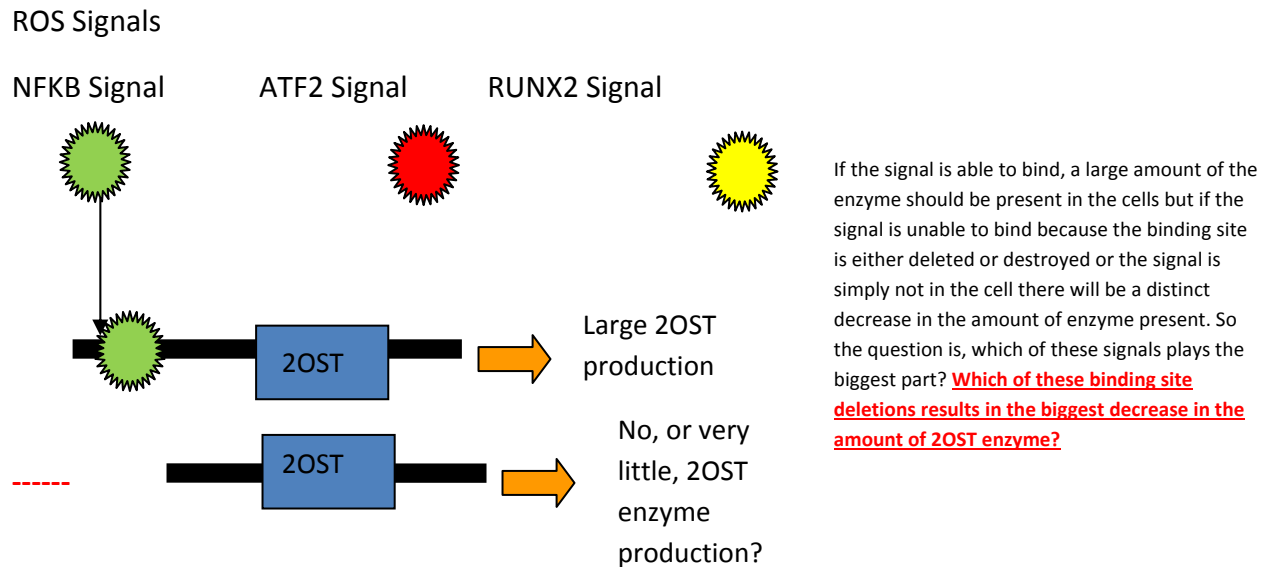 ROS Signals
NFKB Signal ATF2 Signal RUNX2 Signal
If the signal is able to bind, a large amount of the
enzyme should be present in the cells but if the
signal is unable to bind because the binding site
is either deleted or destroyed or the signal is
simply not in the cell there will be a distinct
decrease in the amount of enzyme present. So
the question is, which of these signals plays the
biggest part? Which of these binding site
deletions results in the biggest decrease in the
amount of 2OST enzyme?
2OST
Large 2OST
production
2OST
No, or very
little, 2OST
enzyme
production?